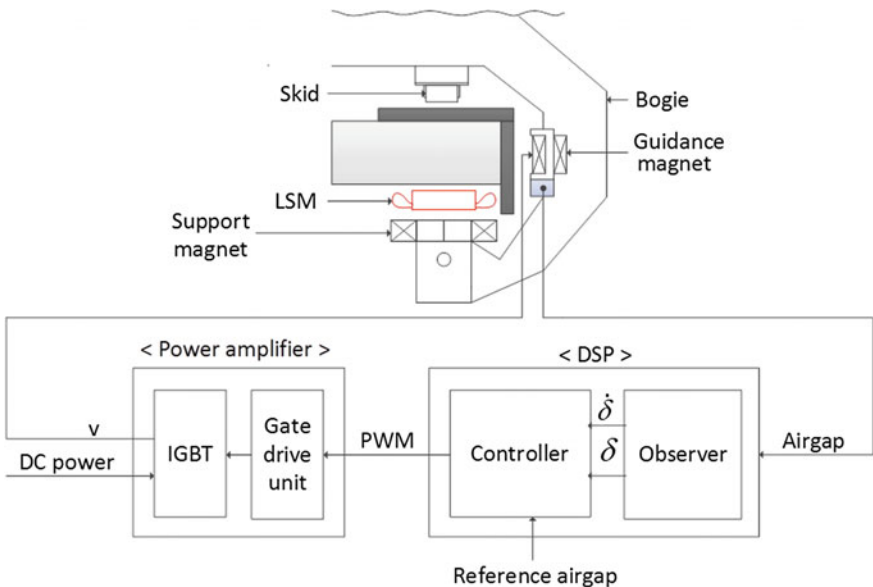 Skid
Bogie
Guidance
magnet
LSM
Support
magnet
< Power amplifier >
< DSP >
v
DC power
IGBT
Gate
drive
unit
PWM
Controller
δ̇
δ
Observer
Airgap
Reference airgap